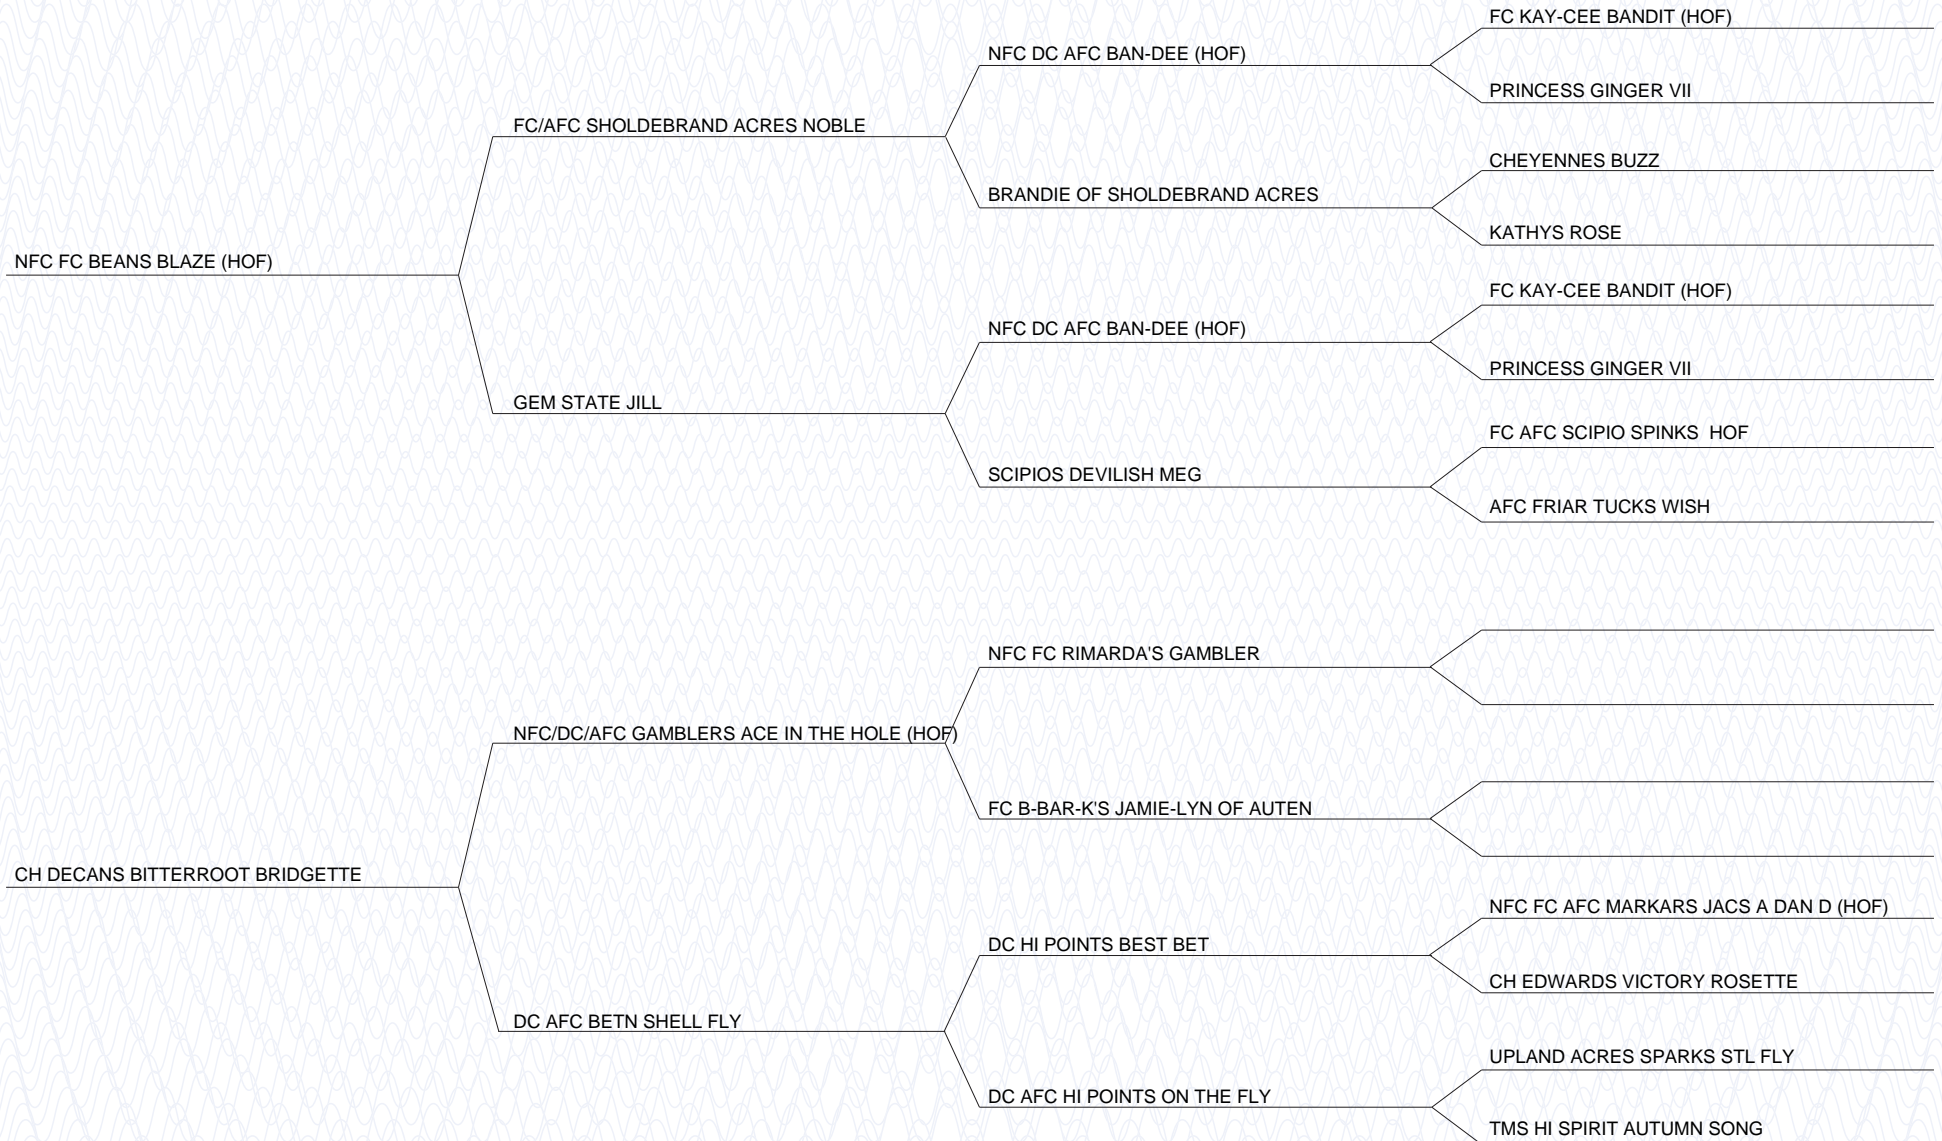 FC KAY-CEE BANDIT (HOF)
NFC DC AFC BAN-DEE (HOF)
PRINCESS GINGER VII
FC/AFC SHOLDEBRAND ACRES NOBLE
CHEYENNES BUZZ
BRANDIE OF SHOLDEBRAND ACRES
KATHYS ROSE
NFC FC BEANS BLAZE (HOF)
FC KAY-CEE BANDIT (HOF)
NFC DC AFC BAN-DEE (HOF)
PRINCESS GINGER VII
GEM STATE JILL
FC AFC SCIPIO SPINKS  HOF
SCIPIOS DEVILISH MEG
AFC FRIAR TUCKS WISH
NFC FC RIMARDA'S GAMBLER
NFC/DC/AFC GAMBLERS ACE IN THE HOLE (HOF)
FC B-BAR-K'S JAMIE-LYN OF AUTEN
CH DECANS BITTERROOT BRIDGETTE
NFC FC AFC MARKARS JACS A DAN D (HOF)
DC HI POINTS BEST BET
CH EDWARDS VICTORY ROSETTE
DC AFC BETN SHELL FLY
UPLAND ACRES SPARKS STL FLY
DC AFC HI POINTS ON THE FLY
TMS HI SPIRIT AUTUMN SONG